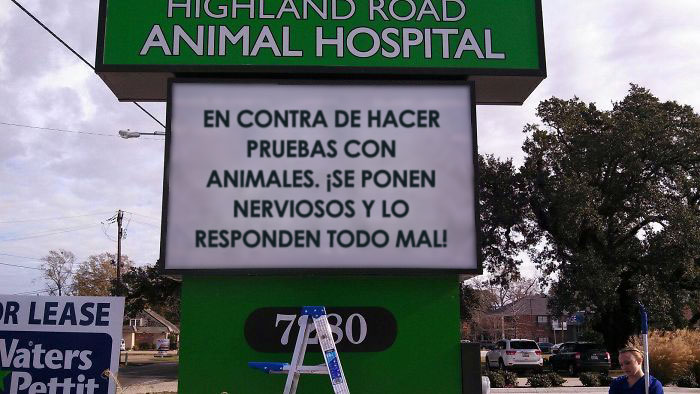 HIGHLAND ROAD
ANIMAL HOSPITAL
EN CONTRA DE HACER
PRUEBAS CON
ANIMALES. ¡SE PONEN
NERVIOSOS Y LO
RESPONDEN TODO MAL!
OR LEASE
Waters
Pettit